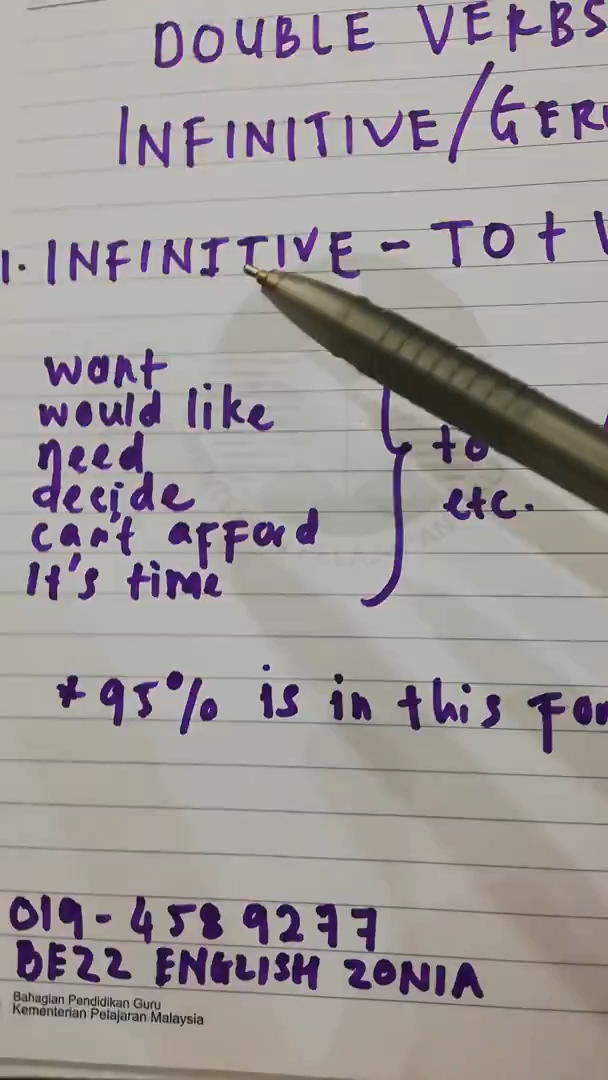 DOUBLE VERBS
INFINITIVE/GER
1. INFINITIVE - TO +
want
would like
need
to
decide
etc.
can't afford
It's time
*95% is in this for
019-458 9277
BEZZ ENGLISH ZONIA
Bahagian Pendidikan Guru
Kementerian Pelajaran Malaysia